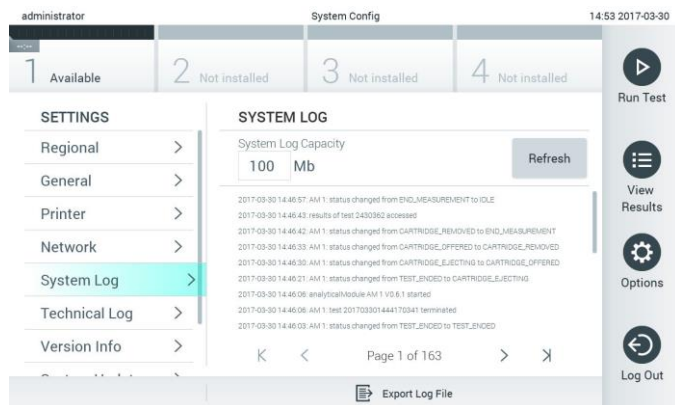 administrator System Config 14:53 2017-03-30
--:--
1 Available 2 Not installed 3 Not installed 4 Not installed
Run Test
SETTINGS
Regional
General
Printer
Network
System Log
Technical Log
Version Info
SYSTEM LOG
System Log Capacity
100 Mb
Refresh
2017-03-30 14:46:57: AM 1: status changed from END_MEASUREMENT to IDLE
2017-03-30 14:46:43: results of test 2430362 accessed
2017-03-30 14:46:42: AM 1: status changed from CARTRIDGE_REMOVED to END_MEASUREMENT
2017-03-30 14:46:33: AM 1: status changed from CARTRIDGE_OFFERED to CARTRIDGE_REMOVED
2017-03-30 14:46:30: AM 1: status changed from CARTRIDGE_EJECTING to CARTRIDGE_OFFERED
2017-03-30 14:46:21: AM 1: status changed from TEST_ENDED to CARTRIDGE_EJECTING
2017-03-30 14:46:06: analyticalModule AM 1 V0.6.1 started
2017-03-30 14:46:06: AM 1: test 201703301444170341 terminated
2017-03-30 14:46:03: AM 1: status changed from TEST_ENDED to TEST_ENDED
Page 1 of 163
Export Log File
View
Results
Options
Log Out